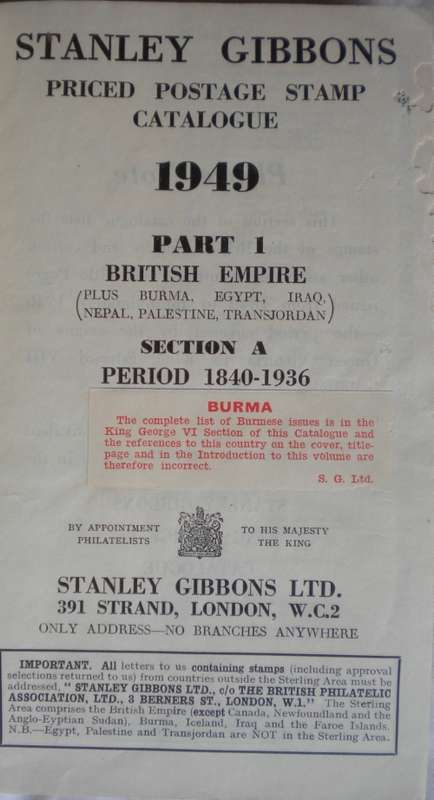 STANLEY GIBBONS
PRICED POSTAGE STAMP
CATALOGUE
1949
PART 1
BRITISH EMPIRE
(PLUS BURMA, EGYPT, IRAQ,
NEPAL, PALESTINE, TRANSJORDAN)
SECTION A
PERIOD 1840-1936
BURMA
The complete list of Burmese issues is in the
King George VI Section of this Catalogue and
the references to this country on the cover, title-
page and in the Introduction to this volume are
therefore incorrect.
S. G. Ltd.
BY APPOINTMENT
PHILATELISTS
TO HIS MAJESTY
THE KING
STANLEY GIBBONS LTD.
391 STRAND, LONDON, W.C.2
ONLY ADDRESS—NO BRANCHES ANYWHERE
IMPORTANT. All letters to us containing stamps (including approval
selections returned to us) from countries outside the Sterling Area must be
addressed, "STANLEY GIBBONS LTD., c/o THE BRITISH PHILATELIC
ASSOCIATION, LTD., 3 BERNERS ST., LONDON, W.1." The Sterling
Area comprises the British Empire (except Canada, Newfoundland and the
Anglo-Eyptian Sudan), Burma, Iceland, Iraq and the Faroe Islands.
N.B.—Egypt, Palestine and Transjordan are NOT in the Sterling Area.